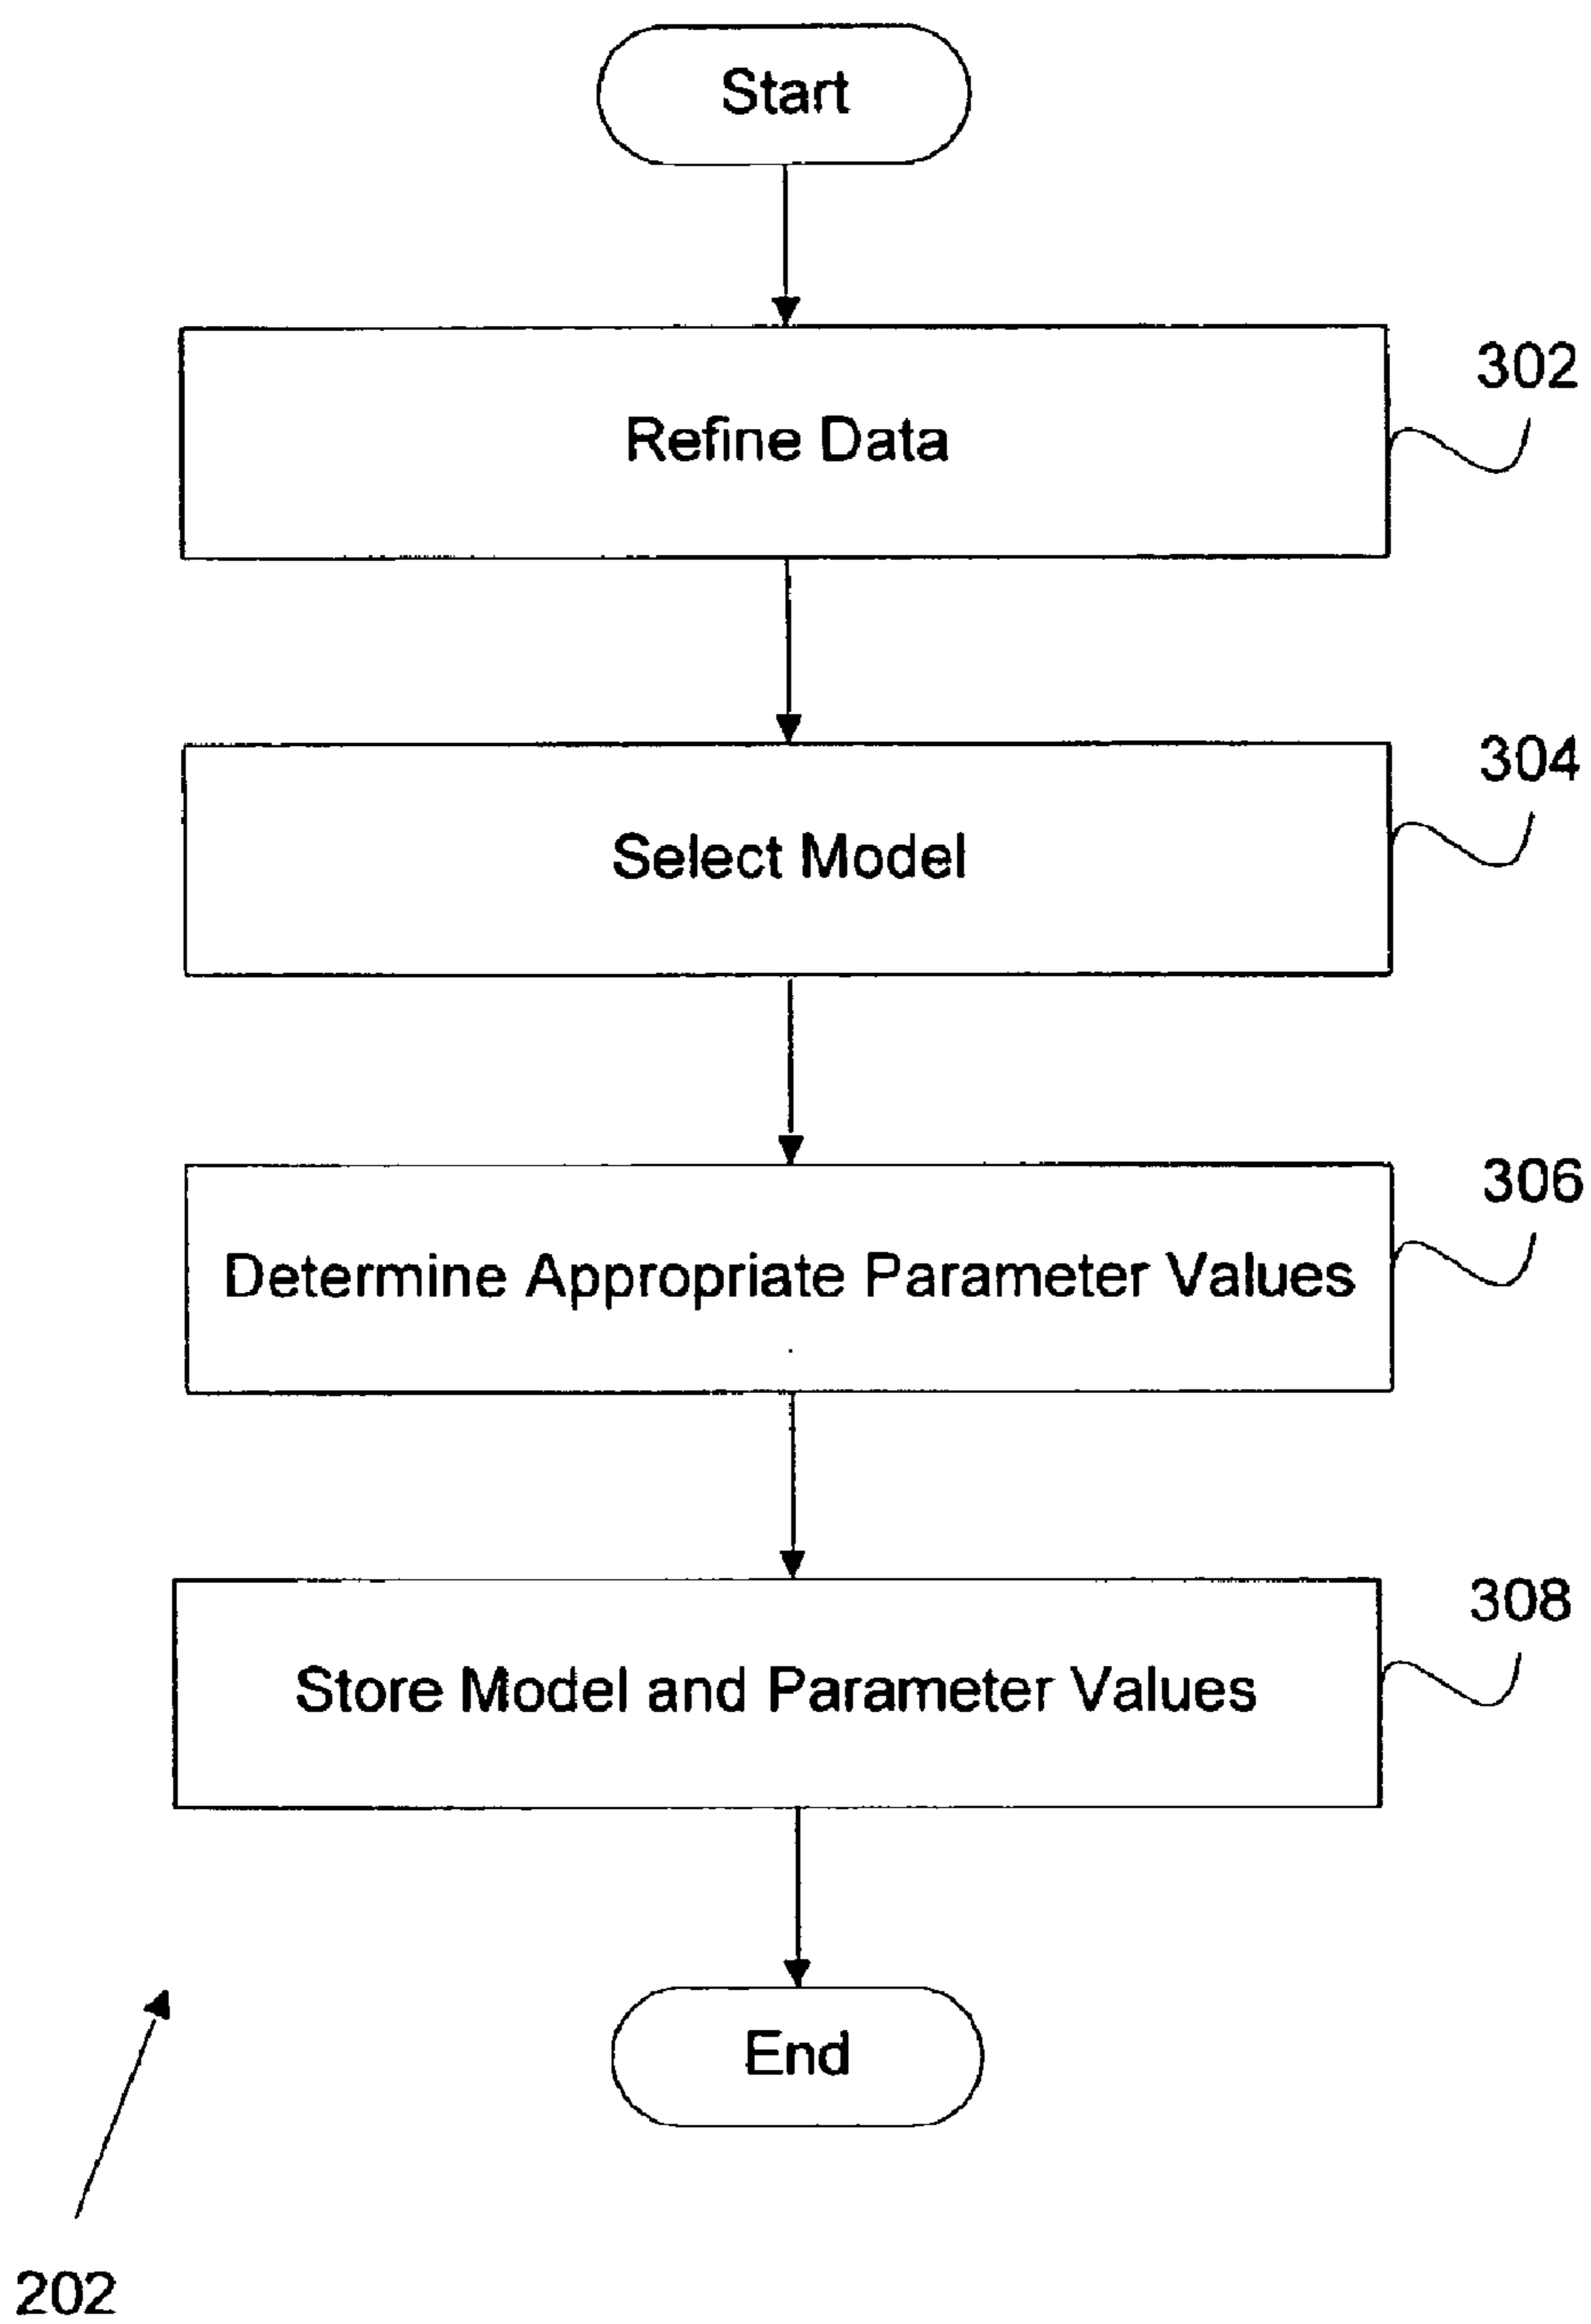 Start
302
Refine Data
304
Select Model
306
Determine Appropriate Parameter Values
308
Store Model and Parameter Values
End
202